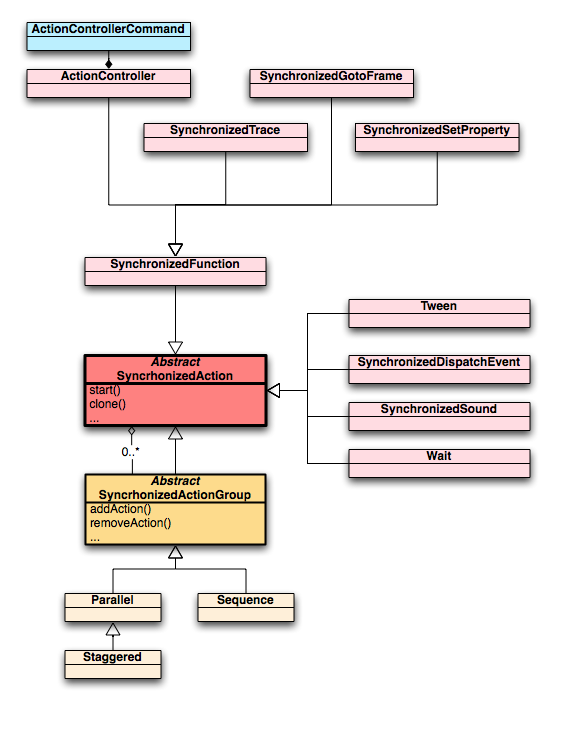 ActionControllerCommand
ActionController
SynchronizedGotoFrame
SynchronizedTrace
SynchronizedSetProperty
SynchronizedFunction
Tween
Abstract
SyncrhonizedAction
start()
clone()
...
SynchronizedDispatchEvent
SynchronizedSound
0..*
Wait
Abstract
SyncrhonizedActionGroup
addAction()
removeAction()
...
Parallel
Sequence
Staggered